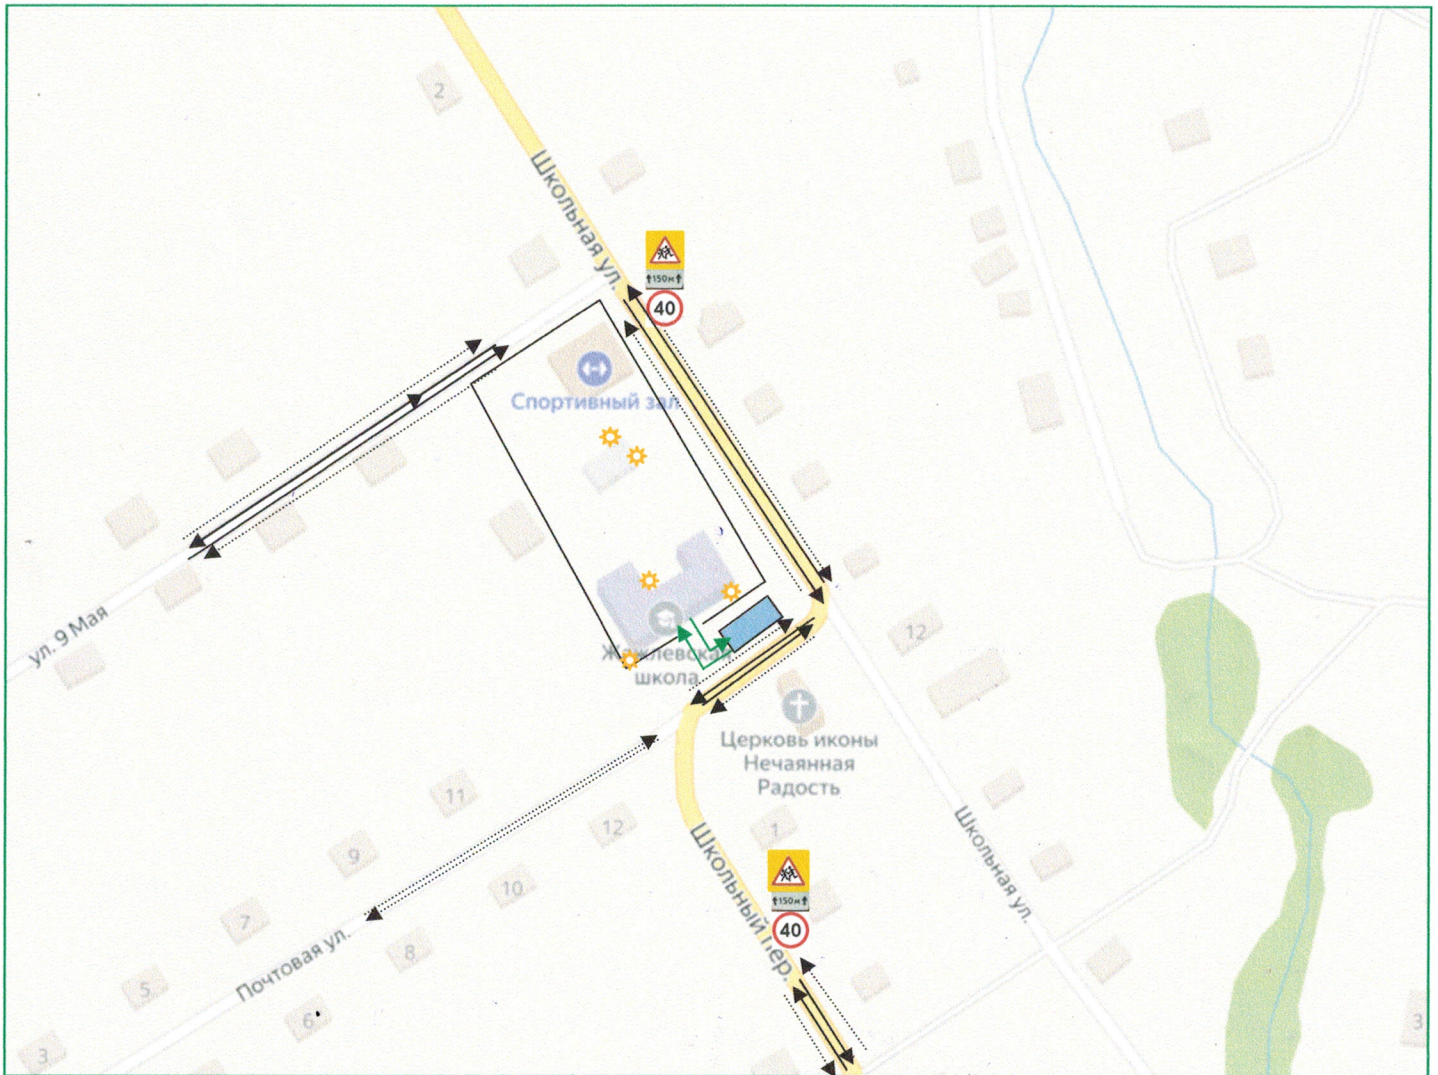 2
Школьная ул.
150м
40
Спортивный зал
ул. 9 Мая
12
Жажлевская
школа
Церковь иконы
Нечаянная
Радость
11
12
1
9
10
Школьный пер.
Школьная ул.
150м
40
7
8
Почтовая ул.
5
6
3
3